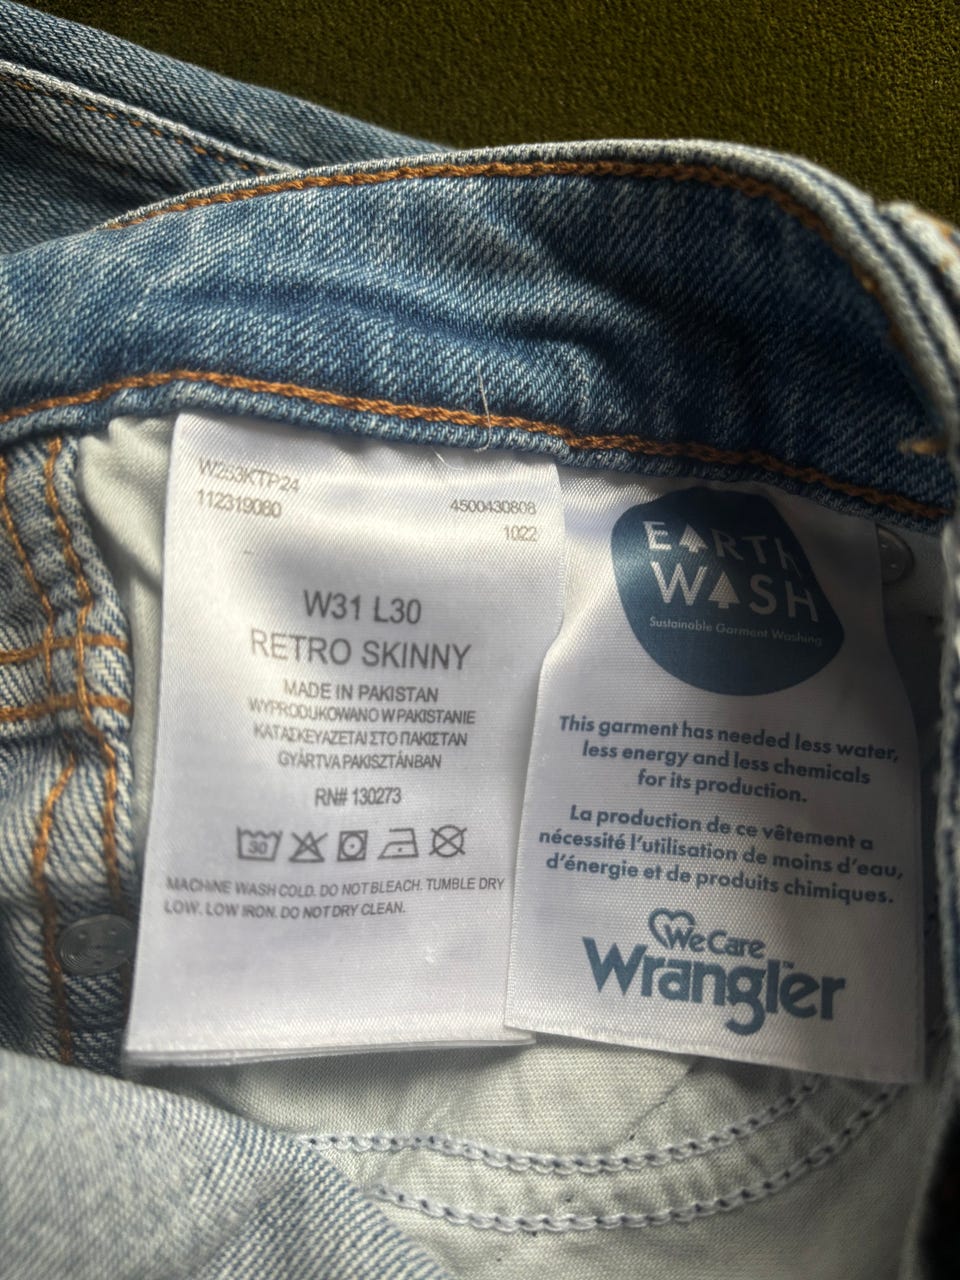 W253KTP24
112319080
4500430808
1022
W31 L30
RETRO SKINNY
MADE IN PAKISTAN
WYPRODUKOWANO W PAKISTANIE
ΚΑΤΑΣΚΕΥΑΖΕΤΑΙ ΣΤΟ ΠΑΚΙΣΤΑΝ
GYÁRTVA PAKISZTÁNBAN
RN# 130273
30
MACHINE WASH COLD. DO NOT BLEACH. TUMBLE DRY
LOW. LOW IRON. DO NOT DRY CLEAN.
EARTH
WASH
Sustainable Garment Washing
This garment has needed less water,
less energy and less chemicals
for its production.
La production de ce vêtement a
nécessité l'utilisation de moins d'eau,
d'énergie et de produits chimiques.
We Care
Wrangler™